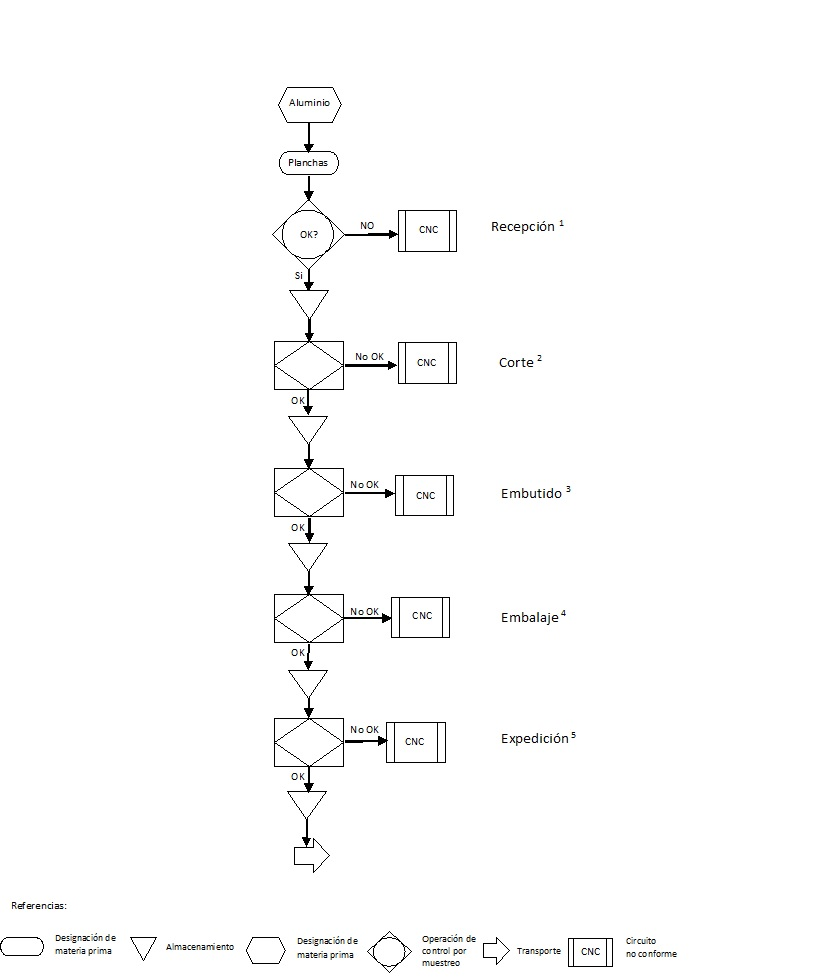 Aluminio
Planchas
OK?
NO
CNC
Recepción 1
Si
No OK
CNC
Corte 2
OK
No OK
CNC
Embutido 3
OK
No OK
CNC
Embalaje 4
OK
No OK
CNC
Expedición 5
OK
Referencias:
Designación de
materia prima
Almacenamiento
Designación de
materia prima
Operación de
control por
muestreo
Transporte
CNC
Circuito
no conforme